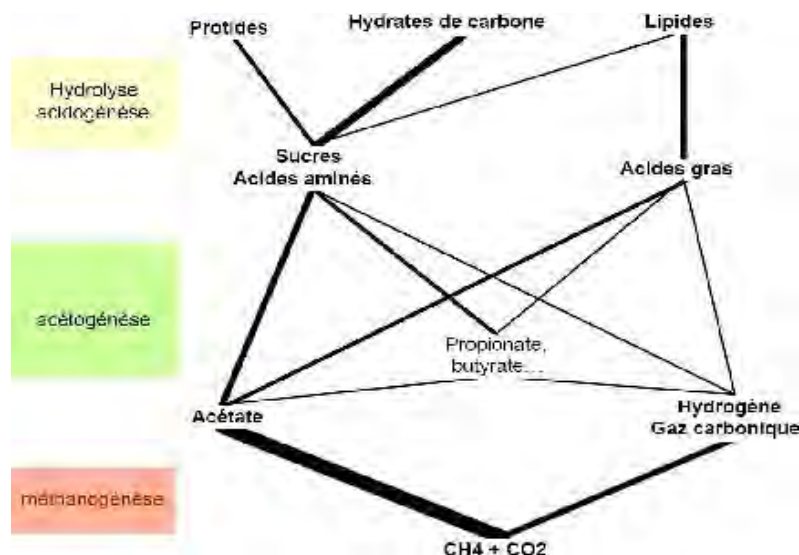 Protides
Hydrates de carbone
Lipides
Hydrolyse
acidogénèse
Sucres
Acides aminés
Acides gras
acétogénèse
Propionate,
butyrate...
Acétate
Hydrogène
Gaz carbonique
méthanogénèse
CH4 + CO2